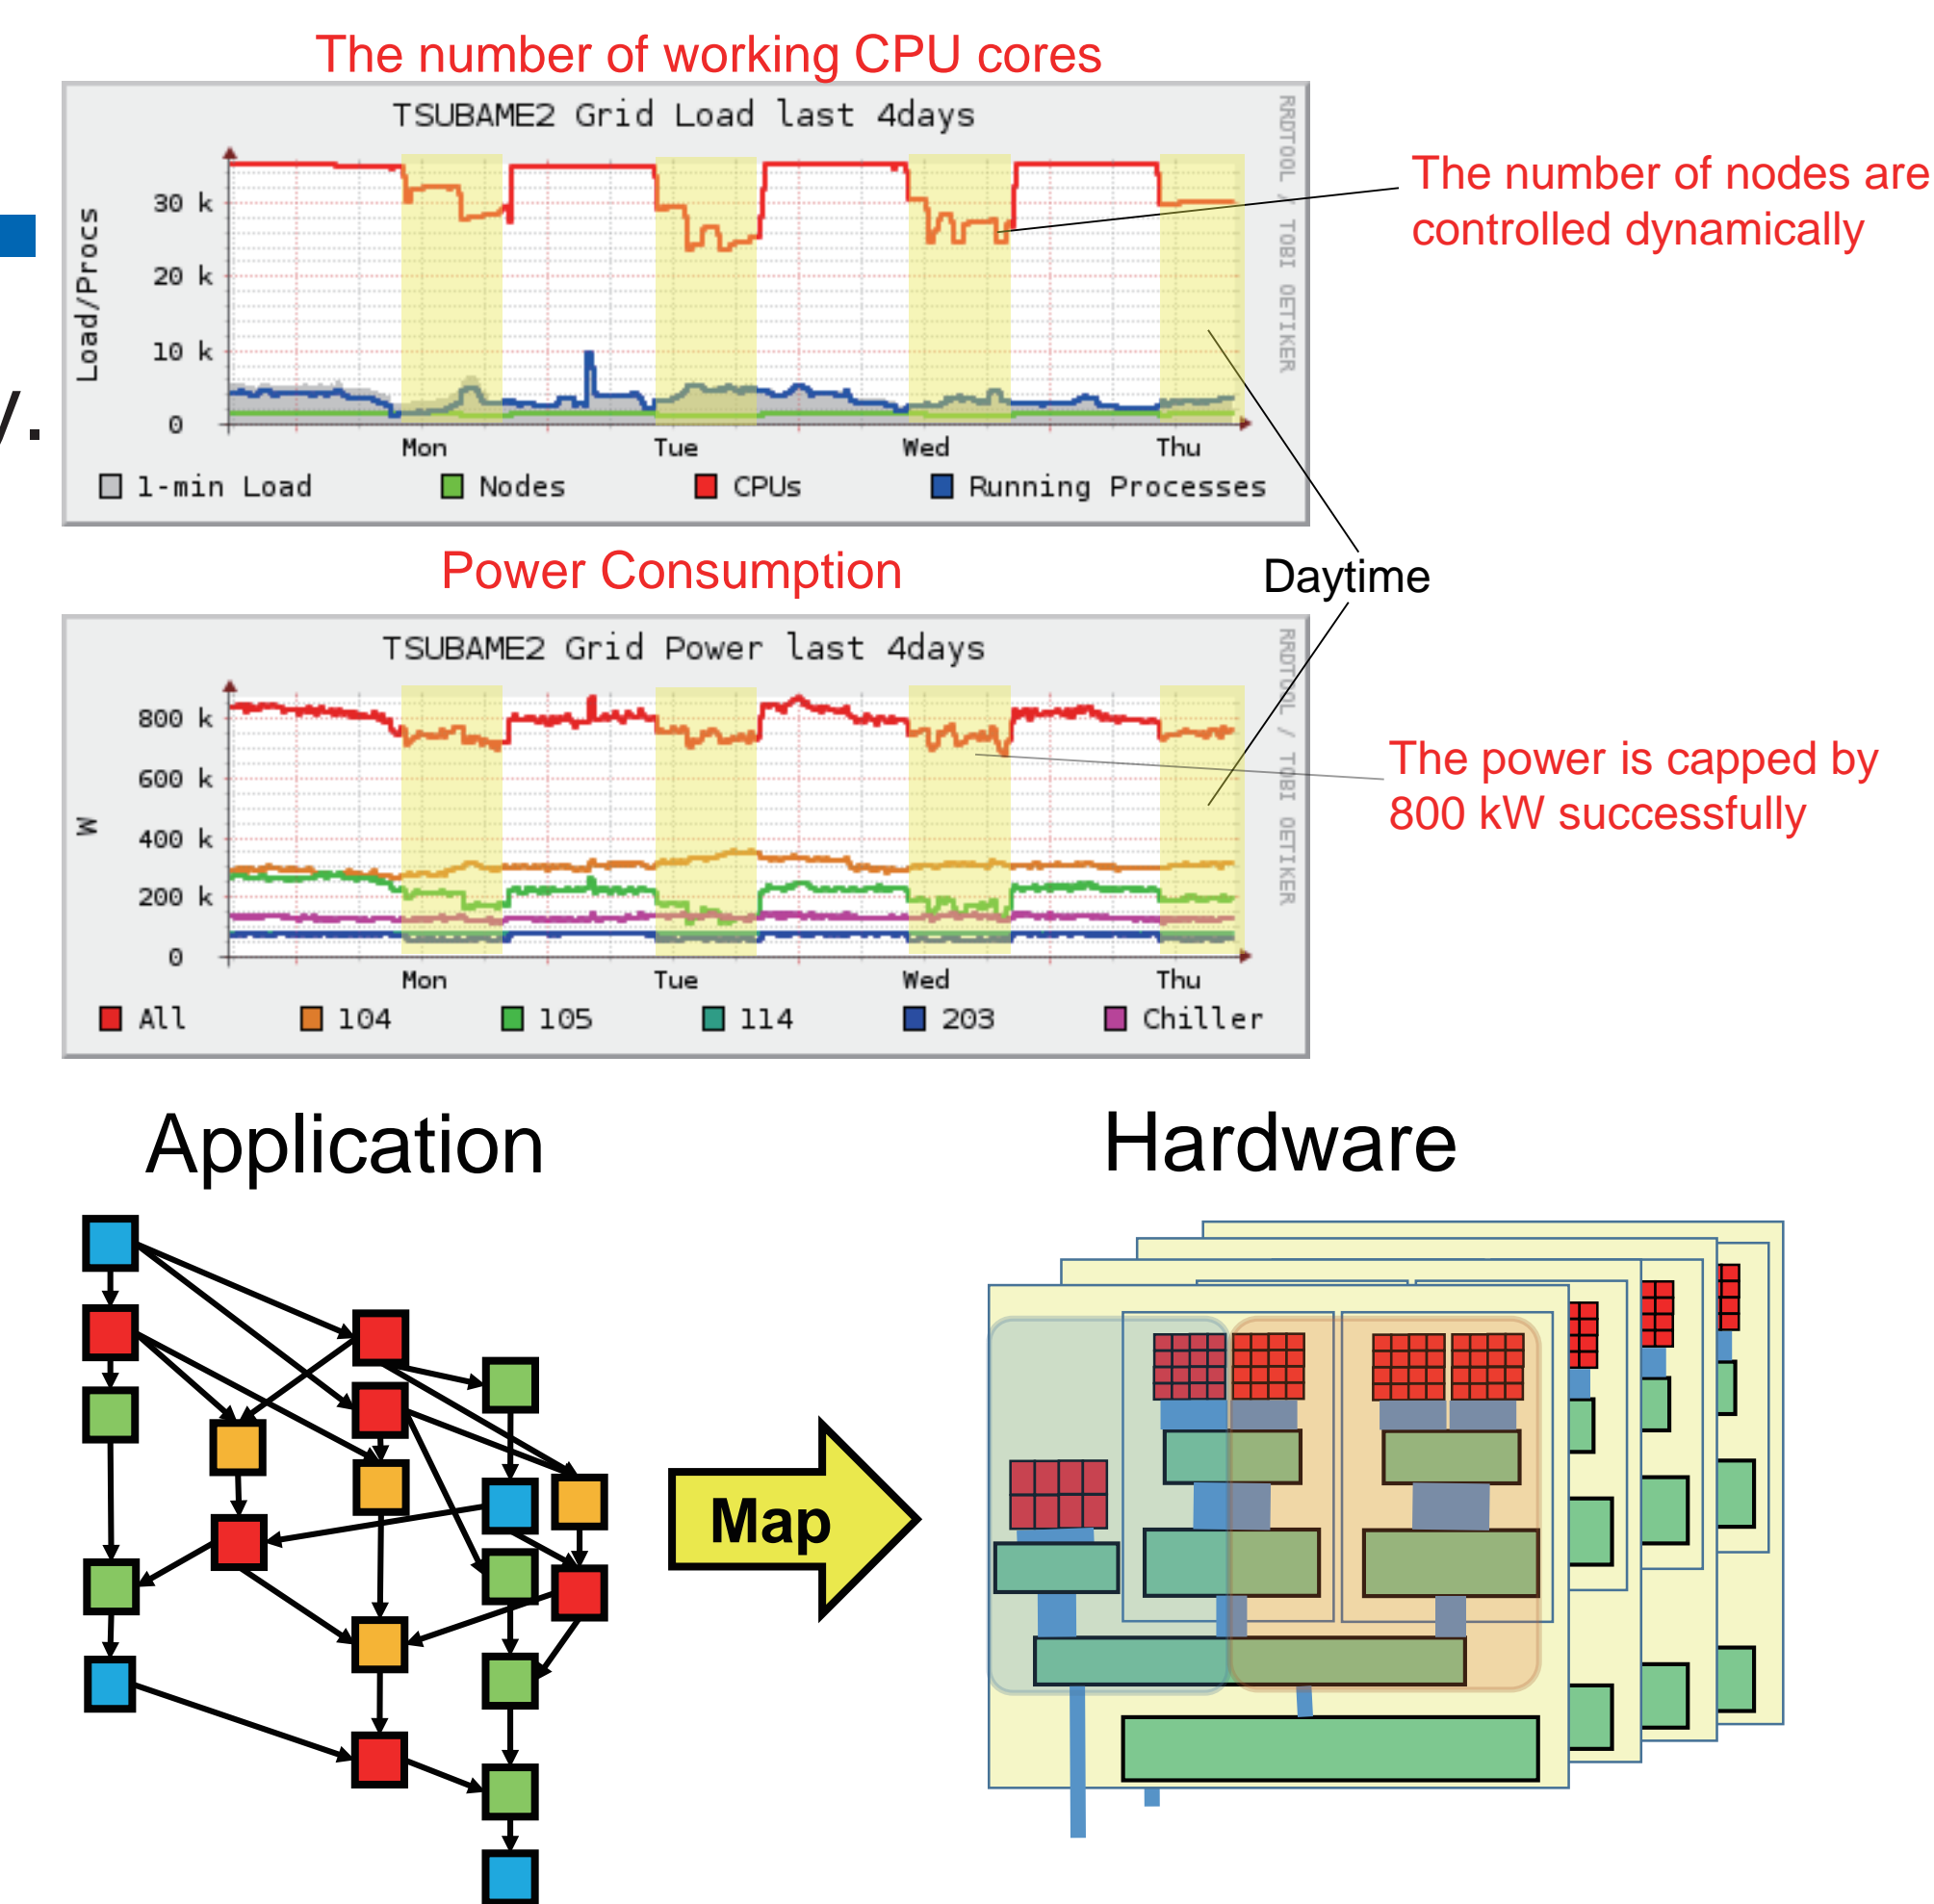 The number of working CPU cores
TSUBAME2 Grid Load last 4days
RRDTOOL / TOBI OETIKER
Load/Procs
30 k
20 k
10 k
0
Mon Tue Wed Thu
1-min Load Nodes CPUs Running Processes
The number of nodes are
controlled dynamically
y.
Power Consumption
Daytime
TSUBAME2 Grid Power last 4days
RRDTOOL / TOBI OETIKER
W
800 k
600 k
400 k
200 k
0
Mon Tue Wed Thu
All 104 105 114 203 Chiller
The power is capped by
800 kW successfully
Application
Hardware
Map